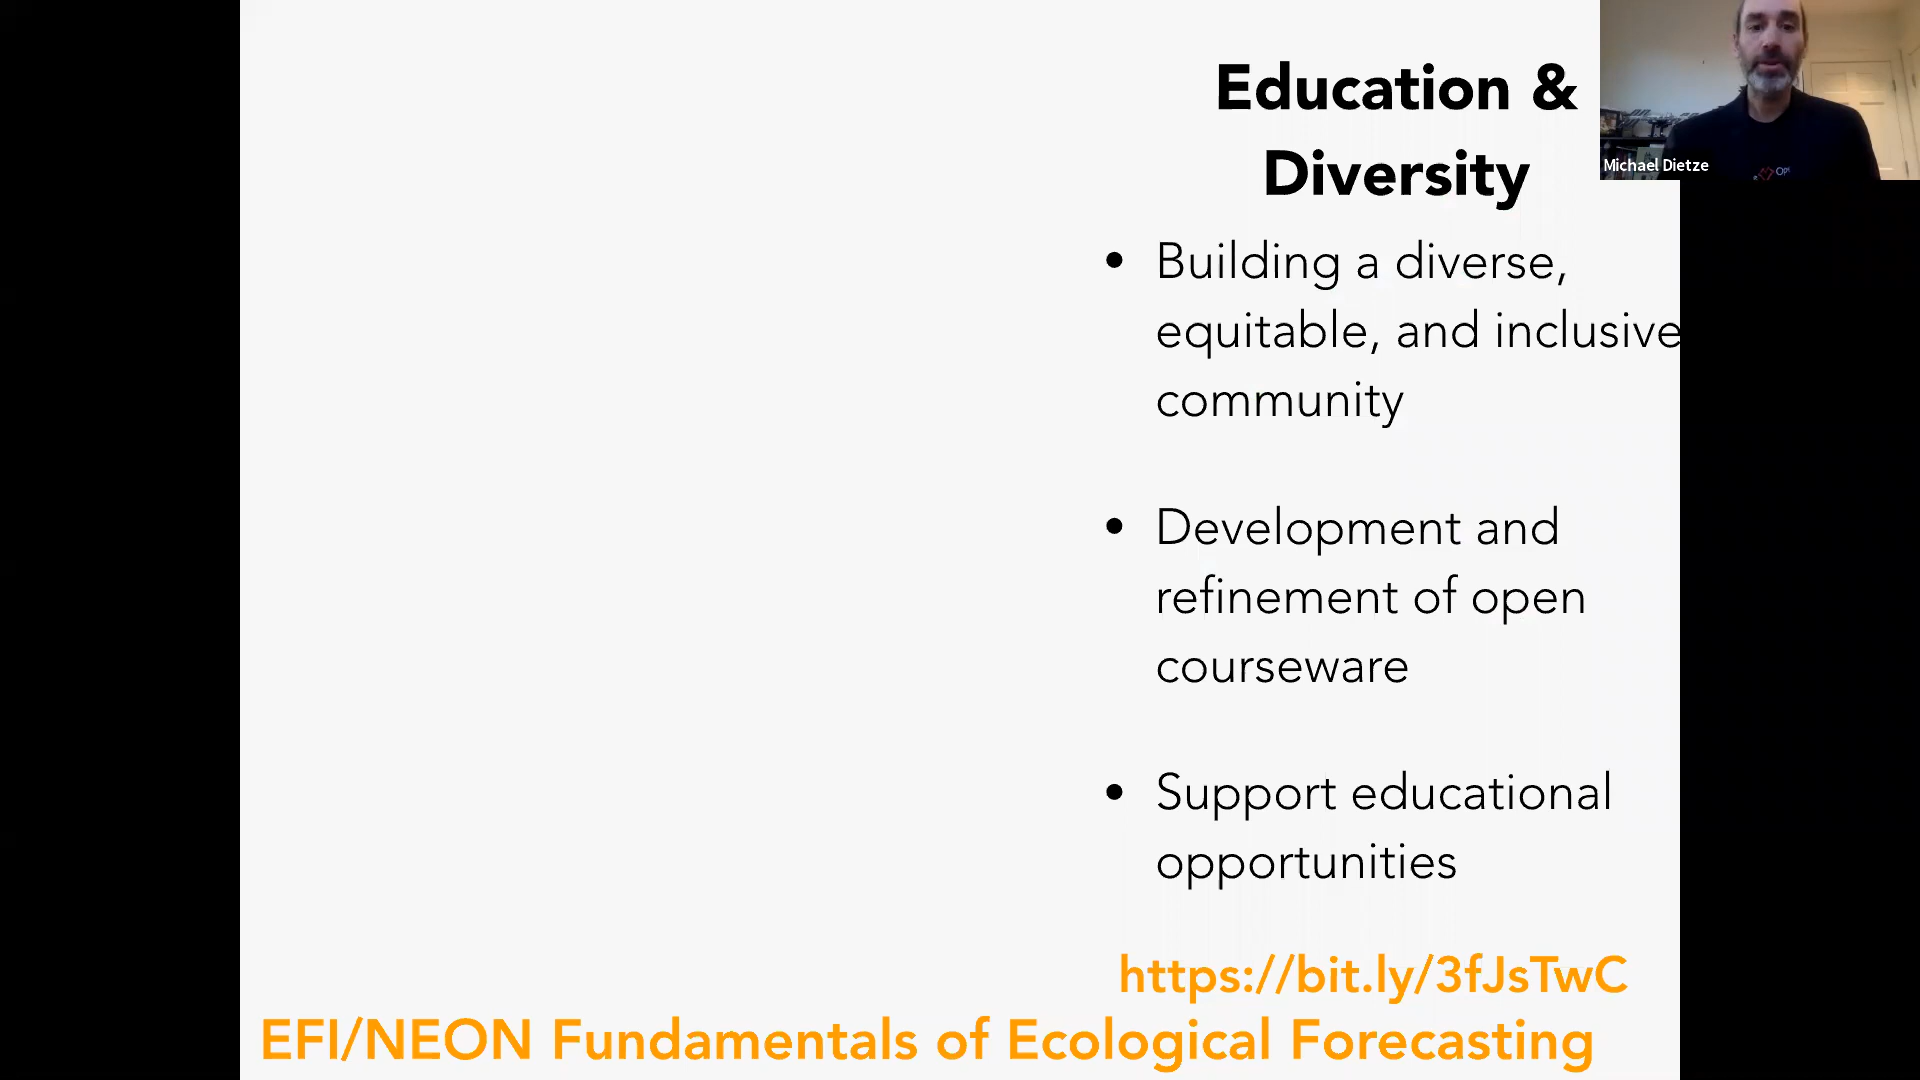 Education &
Diversity
• Building a diverse,
equitable, and inclusive
community
• Development and
refinement of open
courseware
• Support educational
opportunities
https://bit.ly/3fJsTwC
EFI/NEON Fundamentals of Ecological Forecasting
Michael Dietze